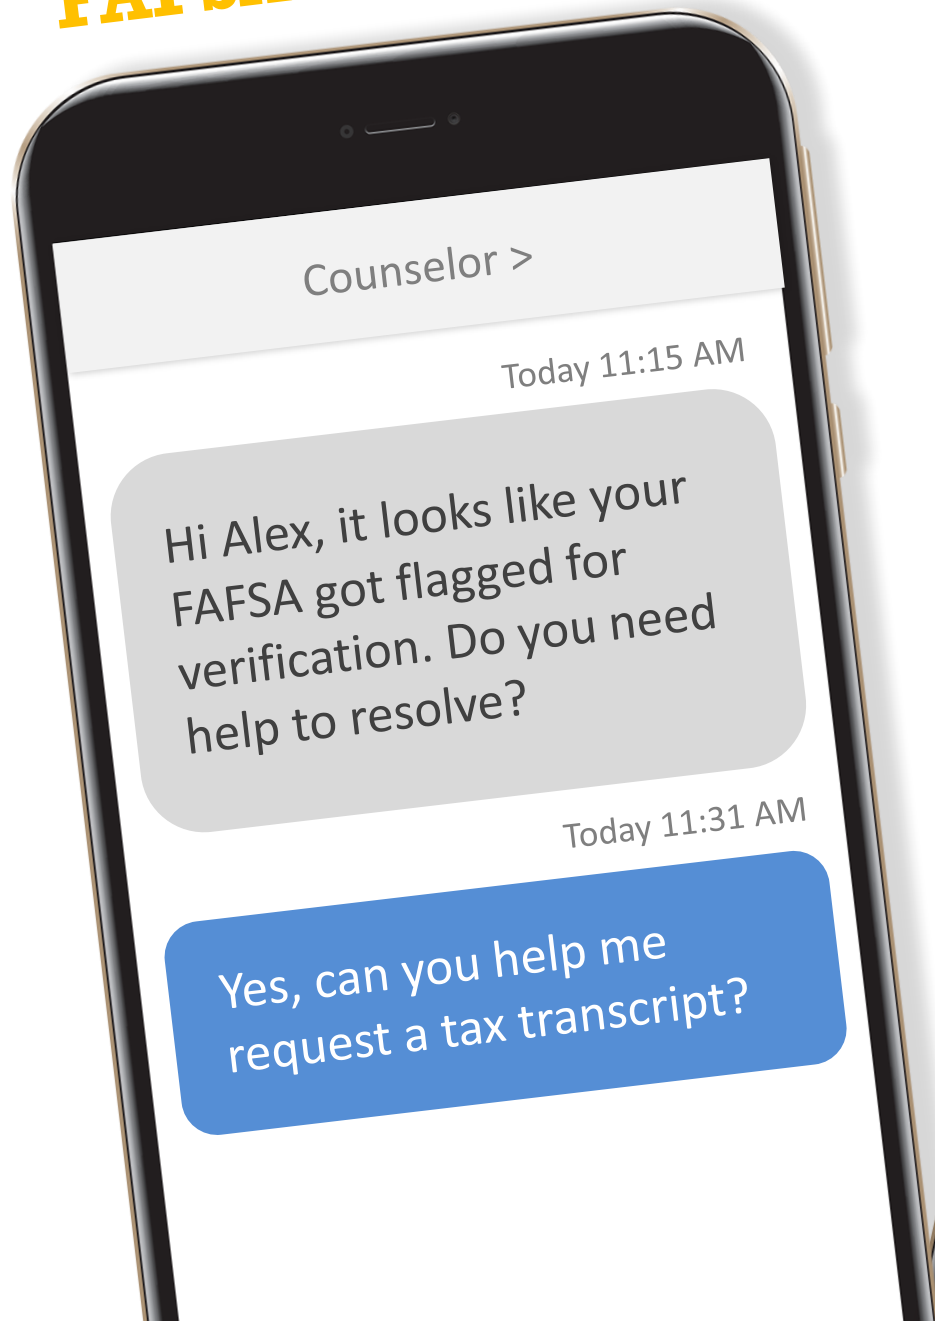 Counselor >
Today 11:15 AM
Hi Alex, it looks like your
FAFSA got flagged for
verification. Do you need
help to resolve?
Today 11:31 AM
Yes, can you help me
request a tax transcript?